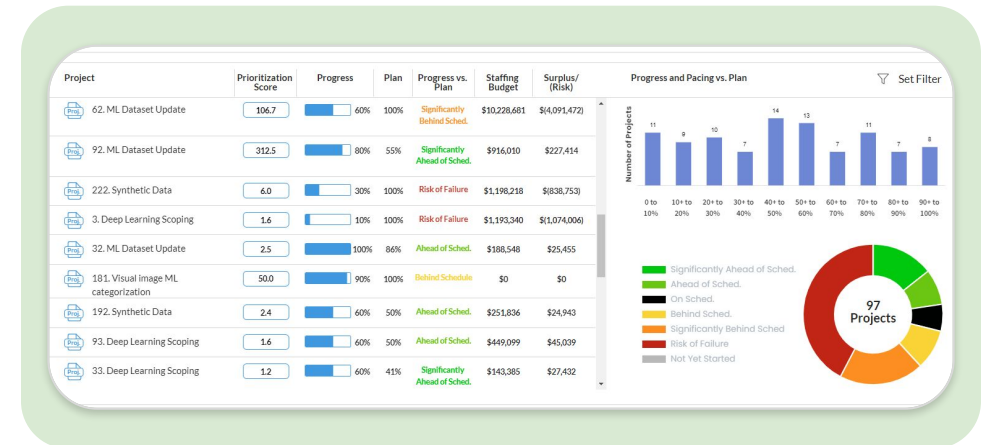 Project Prioritization Score Progress Plan Progress vs. Plan Staffing Budget Surplus/ (Risk)
Proj. 62. ML Dataset Update 106.7 60% 100% Significantly Behind Sched. $10,228,681 $(4,091,472)
Proj. 92. ML Dataset Update 312.5 80% 55% Significantly Ahead of Sched. $916,010 $227,414
Proj. 222. Synthetic Data 6.0 30% 100% Risk of Failure $1,198,218 $(838,753)
Proj. 3. Deep Learning Scoping 1.6 10% 100% Risk of Failure $1,193,340 $(1,074,006)
Proj. 32. ML Dataset Update 2.5 100% 86% Ahead of Sched. $188,548 $25,455
Proj. 181. Visual image ML categorization 50.0 90% 100% Behind Schedule $0 $0
Proj. 192. Synthetic Data 2.4 60% 50% Ahead of Sched. $251,836 $24,943
Proj. 93. Deep Learning Scoping 1.6 60% 50% Ahead of Sched. $449,099 $45,039
Proj. 33. Deep Learning Scoping 1.2 60% 41% Significantly Ahead of Sched. $143,385 $27,432
Progress and Pacing vs. Plan
Set Filter
Number of Projects
11 9 10 7 14 13 7 11 7 8
0 to 10% 10+ to 20% 20+ to 30% 30+ to 40% 40+ to 50% 50+ to 60% 60+ to 70% 70+ to 80% 80+ to 90% 90+ to 100%
Significantly Ahead of Sched.
Ahead of Sched.
On Sched.
Behind Sched.
Significantly Behind Sched
Risk of Failure
Not Yet Started
97
Projects